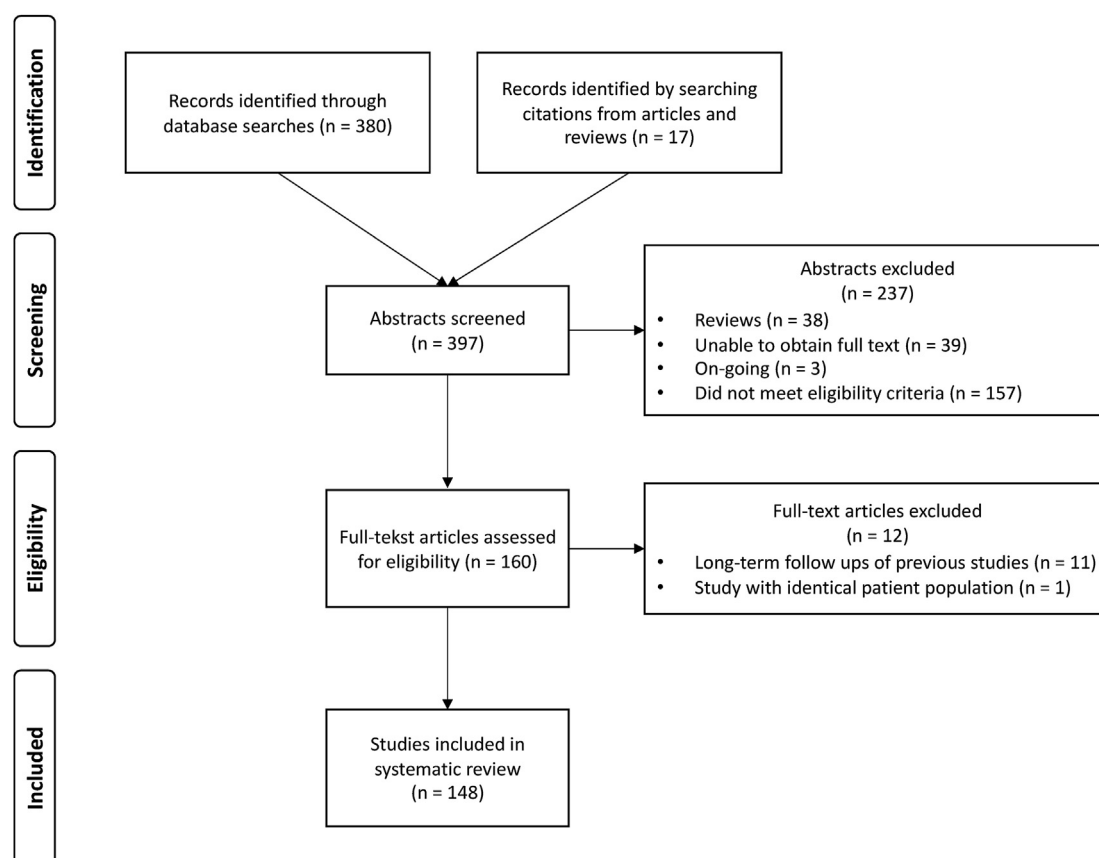 Identification
Records identified through
database searches (n = 380)
Records identified by searching
citations from articles and
reviews (n = 17)
Screening
Abstracts screened
(n = 397)
Abstracts excluded
(n = 237)
• Reviews (n = 38)
• Unable to obtain full text (n = 39)
• On-going (n = 3)
• Did not meet eligibility criteria (n = 157)
Eligibility
Full-tekst articles assessed
for eligibility (n = 160)
Full-text articles excluded
(n = 12)
• Long-term follow ups of previous studies (n = 11)
• Study with identical patient population (n = 1)
Included
Studies included in
systematic review
(n = 148)